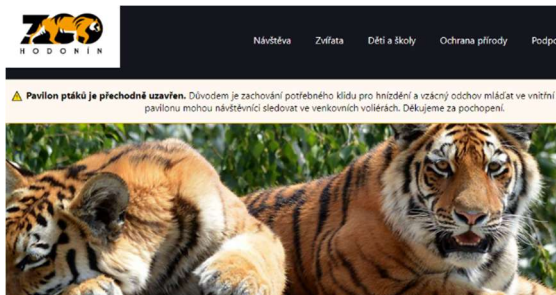 ZOO
HODONÍN
Návštěva Zvířata Děti a školy Ochrana přírody Podpo
Pavilon ptáků je přechodně uzavřen. Důvodem je zachování potřebného klidu pro hnízdění a vzácný odchov mláďat ve vnitřní
pavilonu mohou návštěvníci sledovat ve venkovních voliérách. Děkujeme za pochopení.